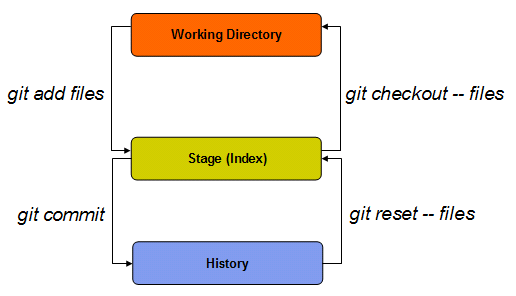 Working Directory
git add files
git checkout -- files
Stage (Index)
git commit
git reset -- files
History